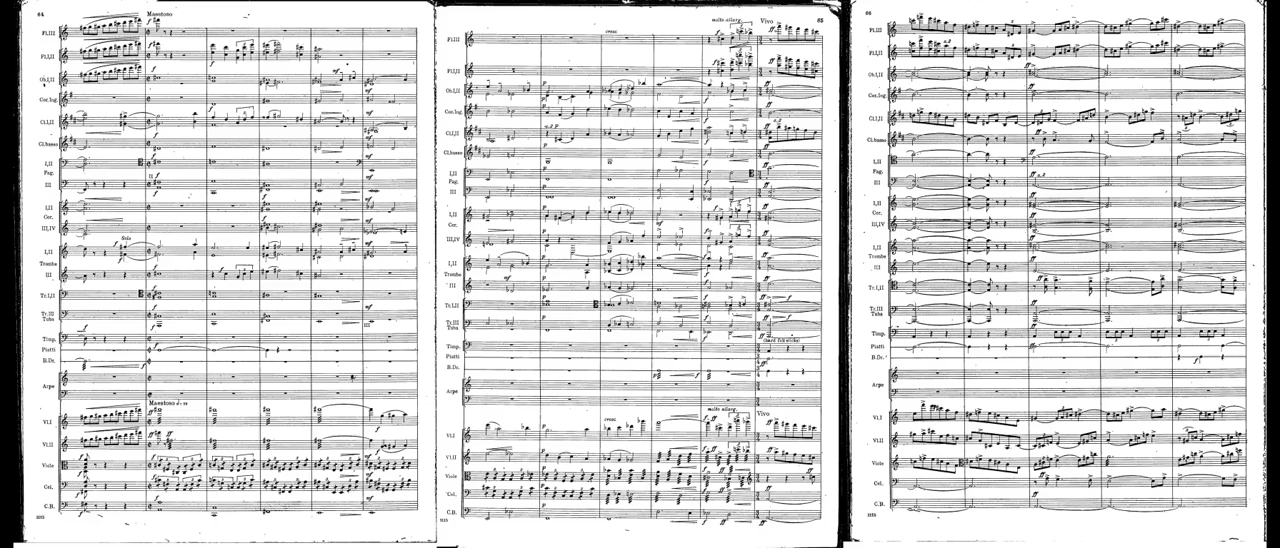 64
Maestoso
Fl.III
Fl.I,II
Ob.I,II
Cor.Ing.
Cl.I,II
Cl.basso
I,II
Fag.
III
I,II
Cor.
III,IV
Solo
I,II
Trombe
III
Tr.I,II
Tr.III
Tuba
Timp.
Piatti
B.Dr.
Arpe
Maestoso
Vl.I
Vl.II
Viole
Cel.
C.B.
65
molto allarg.
Vivo
cresc.
Fl.III
Fl.I,II
Ob.I,II
Cor.Ing.
Cl.I,II
Cl.basso
I,II
Fag.
III
I,II
Cor.
III,IV
I,II
Trombe
III
Tr.I,II
Tr.III
Tuba
(hard felt sticks)
Timp.
Piatti
B.Dr.
Arpe
molto allarg.
Vivo
cresc.
Vl.I
Vl.II
Viole
Cel.
C.B.
66
Fl.III
Fl.I,II
Ob.I,II
Cor.Ing.
Cl.I,II
Cl.basso
I,II
Fag.
III
I,II
Cor.
III,IV
I,II
Trombe
III
Tr.I,II
Tr.III
Tuba
Timp.
Piatti
B.Dr.
Arpe
Vl.I
Vl.II
Viole
Cel.
C.B.